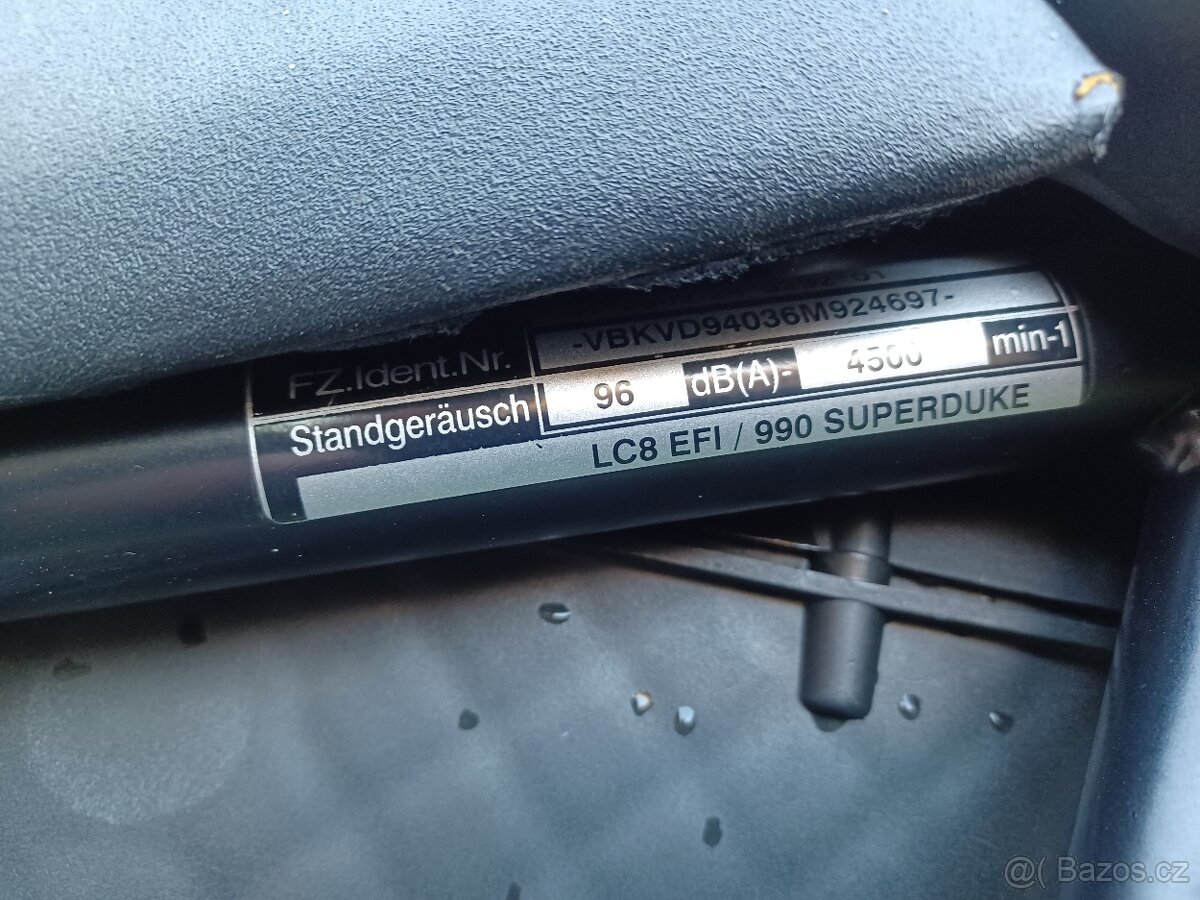 FZ.Ident.Nr. -VBKVD94036M924697-
Standgeräusch 96 dB(A)- 4500 min-1
LC8 EFI / 990 SUPERDUKE
@( Bazos.cz